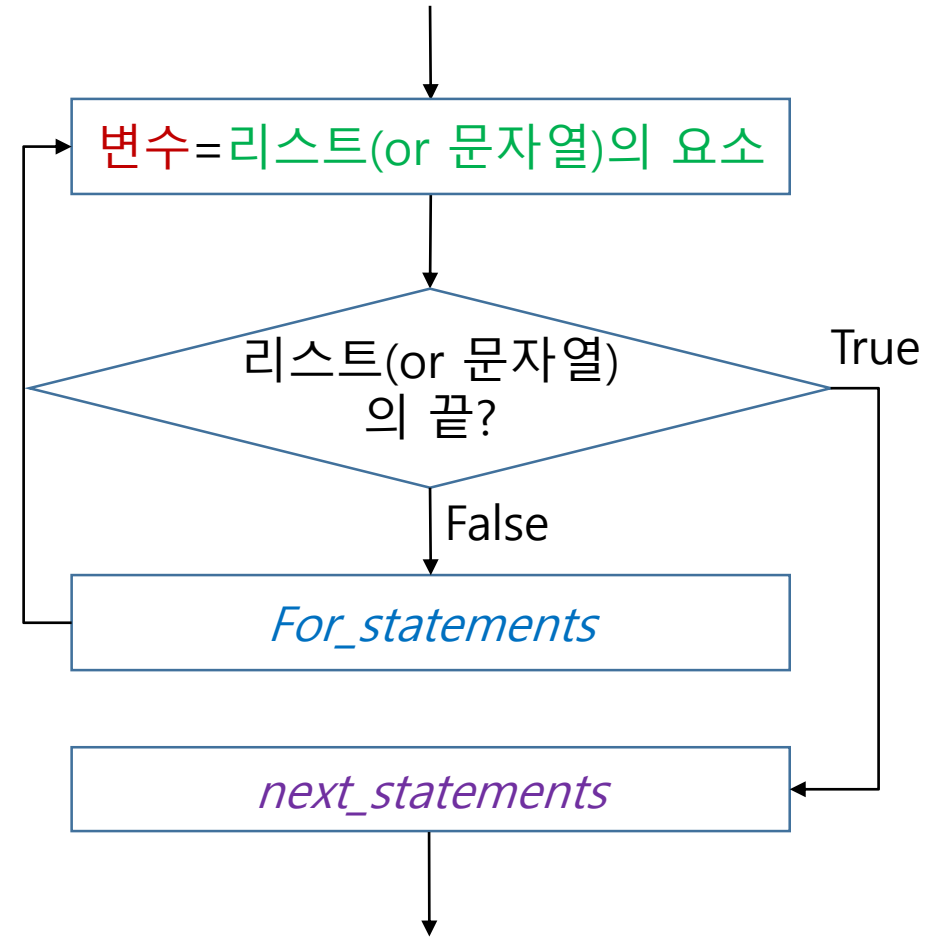 변수=리스트(or 문자열)의 요소
리스트(or 문자열)
의 끝?
True
False
For_statements
next_statements